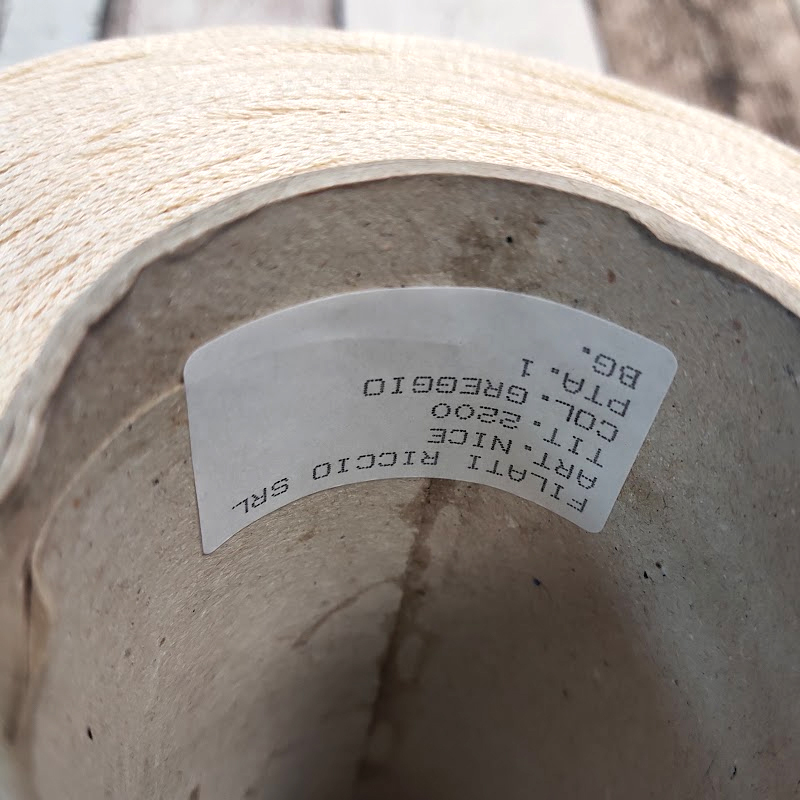 FILATI RICCIO SRL
ART. NICE
TIT. 2200
COL. GREGGIO
PTA. 1
BG.